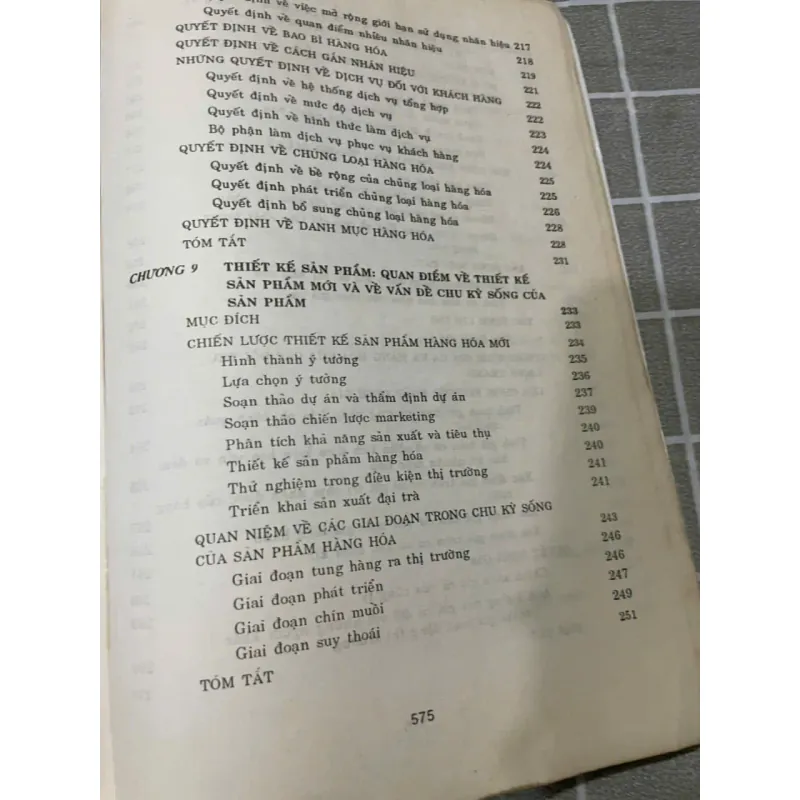 định về việc mở rộng giới hạn sử dụng nhãn hiệu 217
Quyết định về quan điểm nhiều nhãn hiệu 218
QUYẾT ĐỊNH VỀ BAO BÌ HÀNG HÓA 219
QUYẾT ĐỊNH VỀ CÁCH GẮN NHÃN HIỆU 221
NHỮNG QUYẾT ĐỊNH VỀ DỊCH VỤ ĐỐI VỚI KHÁCH HÀNG 222
Quyết định về hệ thống dịch vụ tổng hợp 222
Quyết định về mức độ dịch vụ 223
Quyết định về hình thức làm dịch vụ 224
Bộ phận làm dịch vụ phục vụ khách hàng 224
QUYẾT ĐỊNH VỀ CHỦNG LOẠI HÀNG HÓA 225
Quyết định về bề rộng của chủng loại hàng hóa 225
Quyết định phát triển chủng loại hàng hóa 226
Quyết định bổ sung chủng loại hàng hóa 228
QUYẾT ĐỊNH VỀ DANH MỤC HÀNG HÓA 228
TÓM TẮT 231
CHƯƠNG 9 THIẾT KẾ SẢN PHẨM: QUAN ĐIỂM VỀ THIẾT KẾ
SẢN PHẨM MỚI VÀ VỀ VẤN ĐỀ CHU KỲ SỐNG CỦA
SẢN PHẨM 233
MỤC ĐÍCH 233
CHIẾN LƯỢC THIẾT KẾ SẢN PHẨM HÀNG HÓA MỚI 234
Hình thành ý tưởng 235
Lựa chọn ý tưởng 236
Soạn thảo dự án và thẩm định dự án 237
Soạn thảo chiến lược marketing 239
Phân tích khả năng sản xuất và tiêu thụ 240
Thiết kế sản phẩm hàng hóa 240
Thử nghiệm trong điều kiện thị trường 241
Triển khai sản xuất đại trà 241
QUAN NIỆM VỀ CÁC GIAI ĐOẠN TRONG CHU KỲ SỐNG
CỦA SẢN PHẨM HÀNG HÓA 243
Giai đoạn tung hàng ra thị trường 246
Giai đoạn phát triển 246
Giai đoạn chín muồi 247
Giai đoạn suy thoái 249
TÓM TẮT 251
575